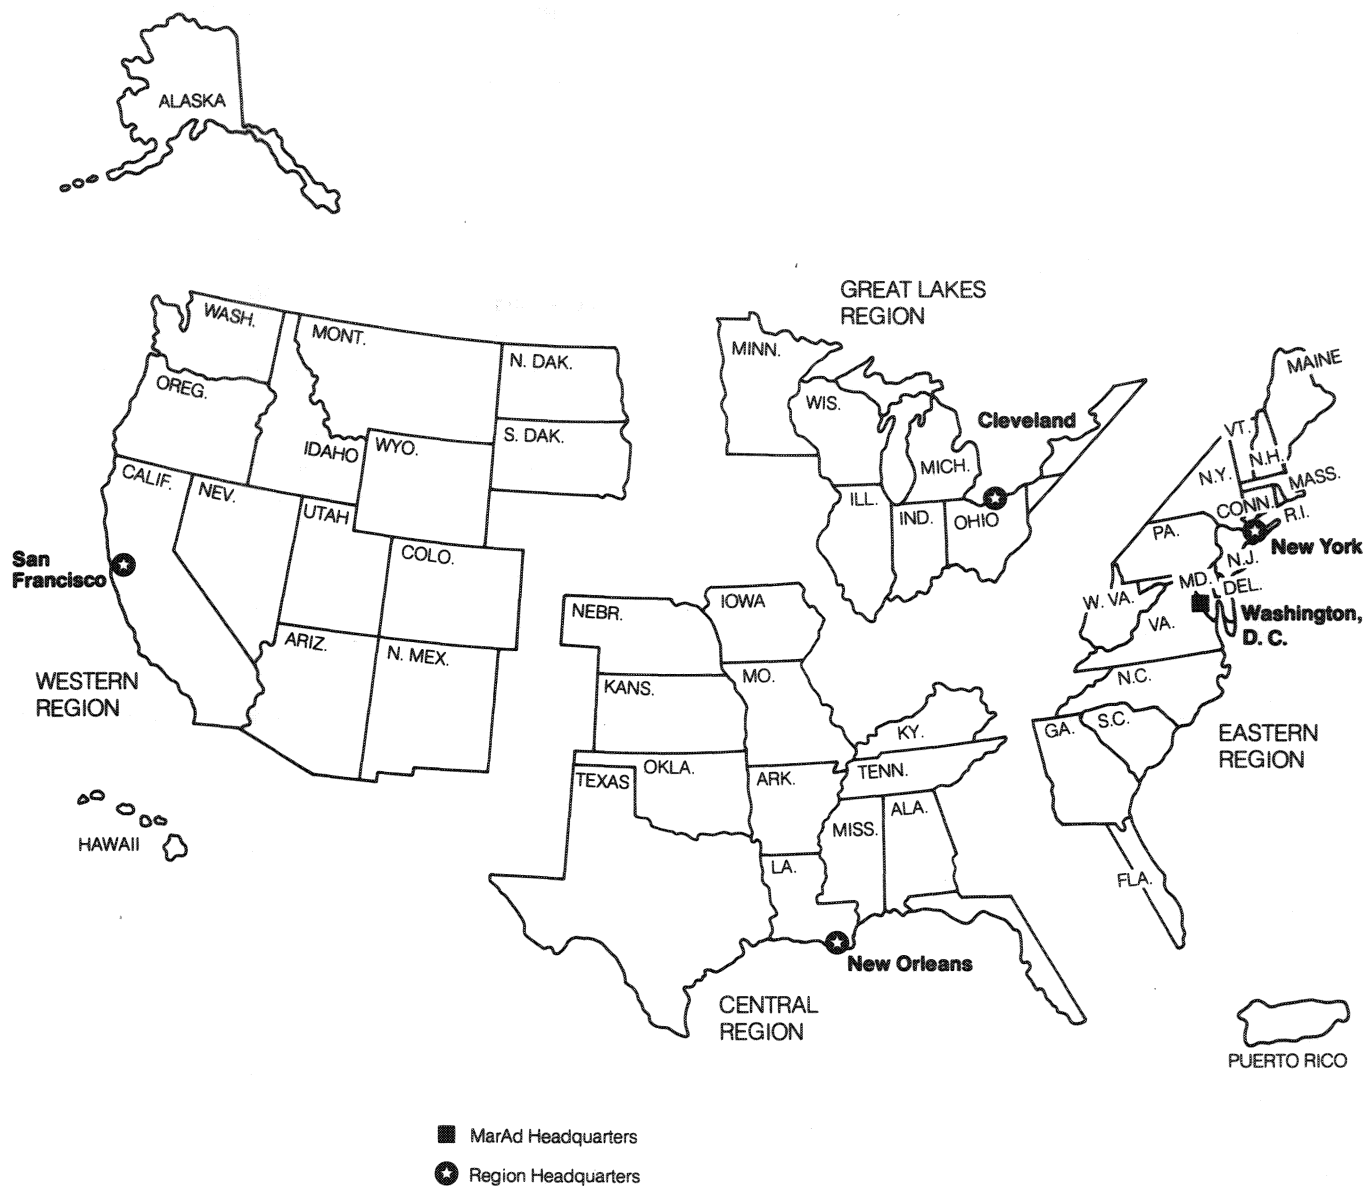 ALASKA
GREAT LAKES
REGION
WASH.
MONT.
N. DAK.
MINN.
MAINE
OREG.
WIS.
Cleveland
VT.
S. DAK.
IDAHO
WYO.
N.H.
MICH.
CALIF.
NEV.
N.Y.
MASS.
ILL.
CONN.
UTAH
IND.
OHIO
R.I.
PA.
New York
San
Francisco
COLO.
N.J.
MD.
DEL.
W. VA.
IOWA
NEBR.
Washington,
D. C.
VA.
ARIZ.
N. MEX.
MO.
N.C.
WESTERN
REGION
KANS.
S.C.
GA.
KY.
EASTERN
REGION
OKLA.
TENN.
TEXAS
ARK.
ALA.
MISS.
HAWAII
LA.
FLA.
New Orleans
CENTRAL
REGION
PUERTO RICO
MarAd Headquarters
Region Headquarters